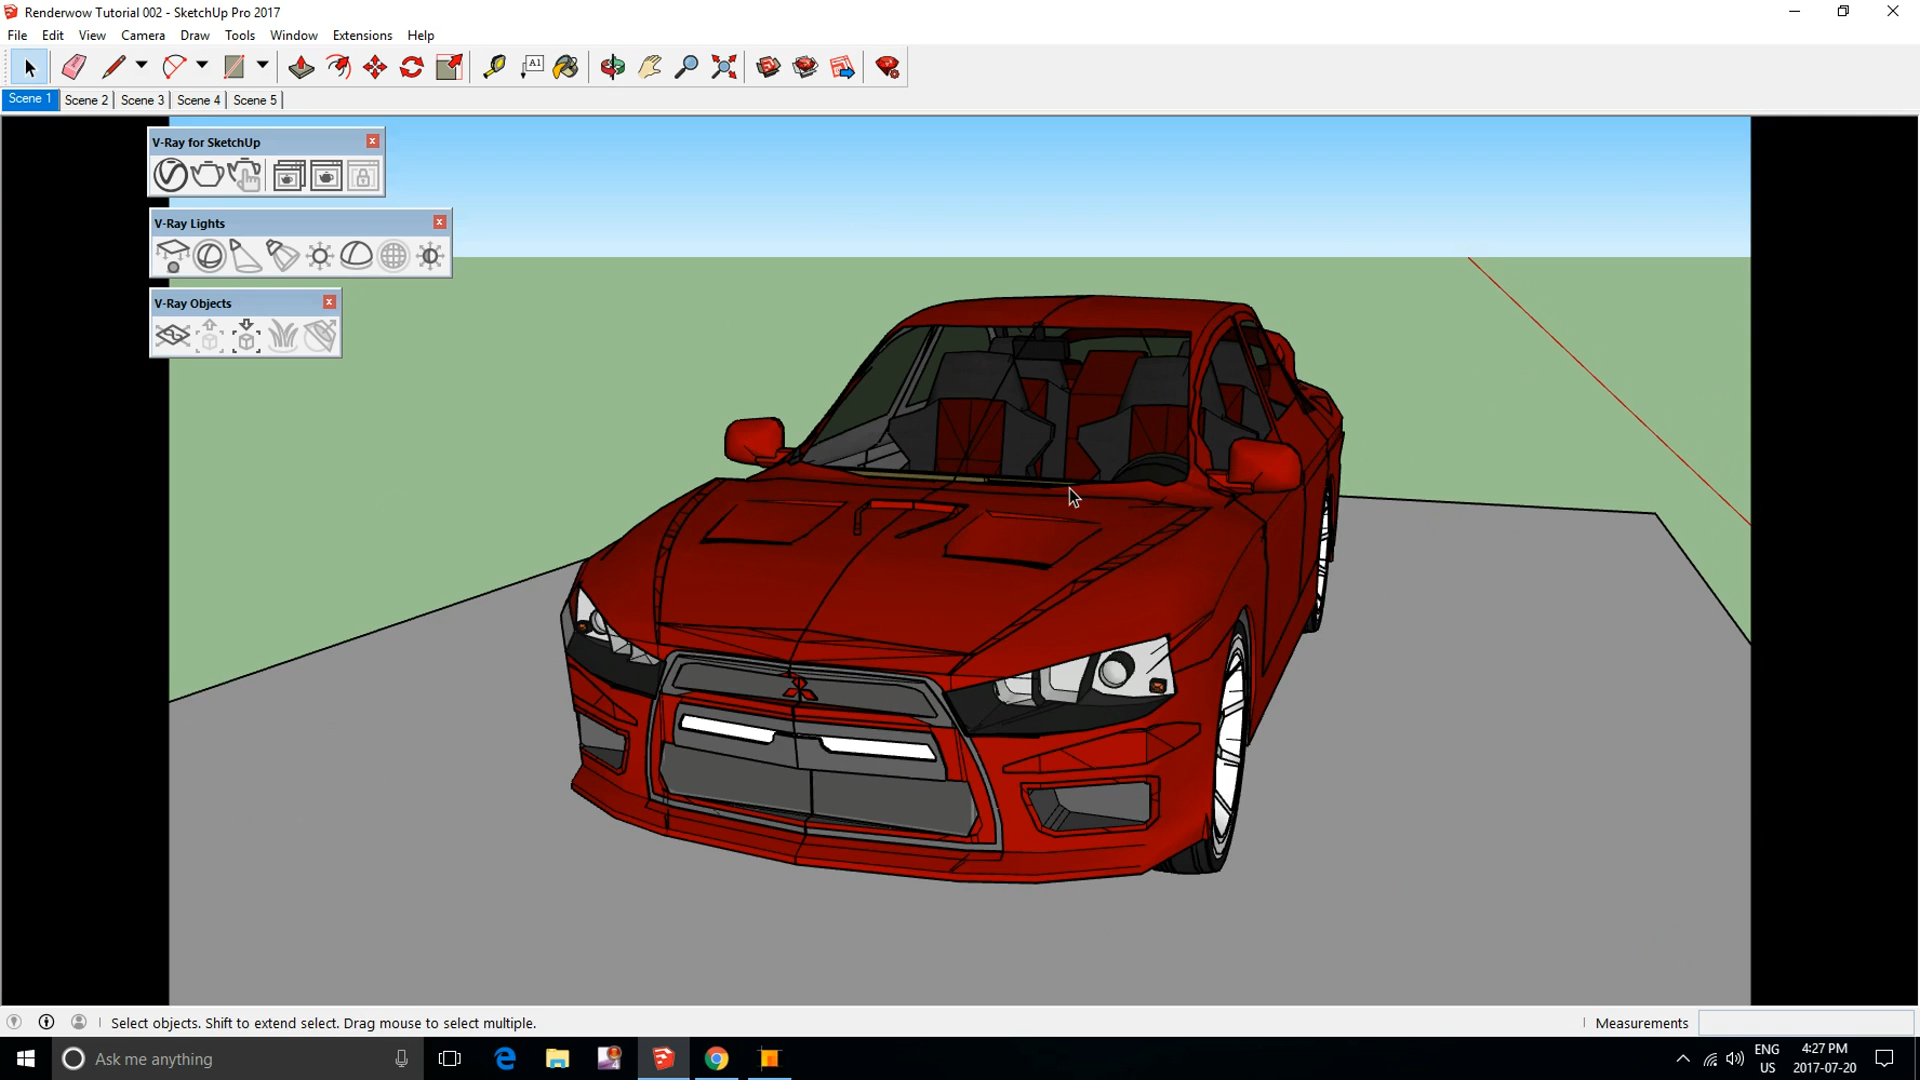 Renderwow Tutorial 002 - SketchUp Pro 2017
File Edit View Camera Draw Tools Window Extensions Help
A1
Scene 1 Scene 2 Scene 3 Scene 4 Scene 5
V-Ray for SketchUp
V-Ray Lights
V-Ray Objects
Select objects. Shift to extend select. Drag mouse to select multiple.
Measurements
Ask me anything
4
ENG
US
4:27 PM
2017-07-20